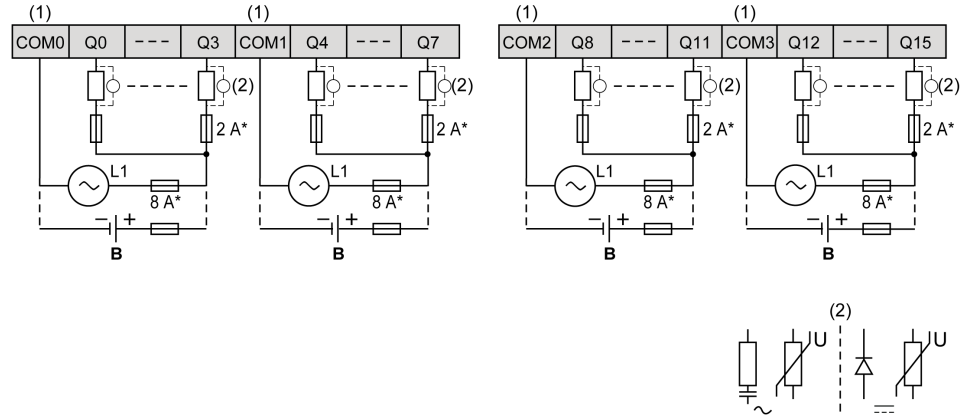 (1) (1) (1) (1)
COM0 Q0 --- Q3 COM1 Q4 --- Q7 COM2 Q8 --- Q11 COM3 Q12 --- Q15
(2) (2) (2) (2)
2 A* 2 A* 2 A* 2 A*
L1 L1 L1 L1
8 A* 8 A* 8 A* 8 A*
– + – + – + – +
B B B B
(2)
U U